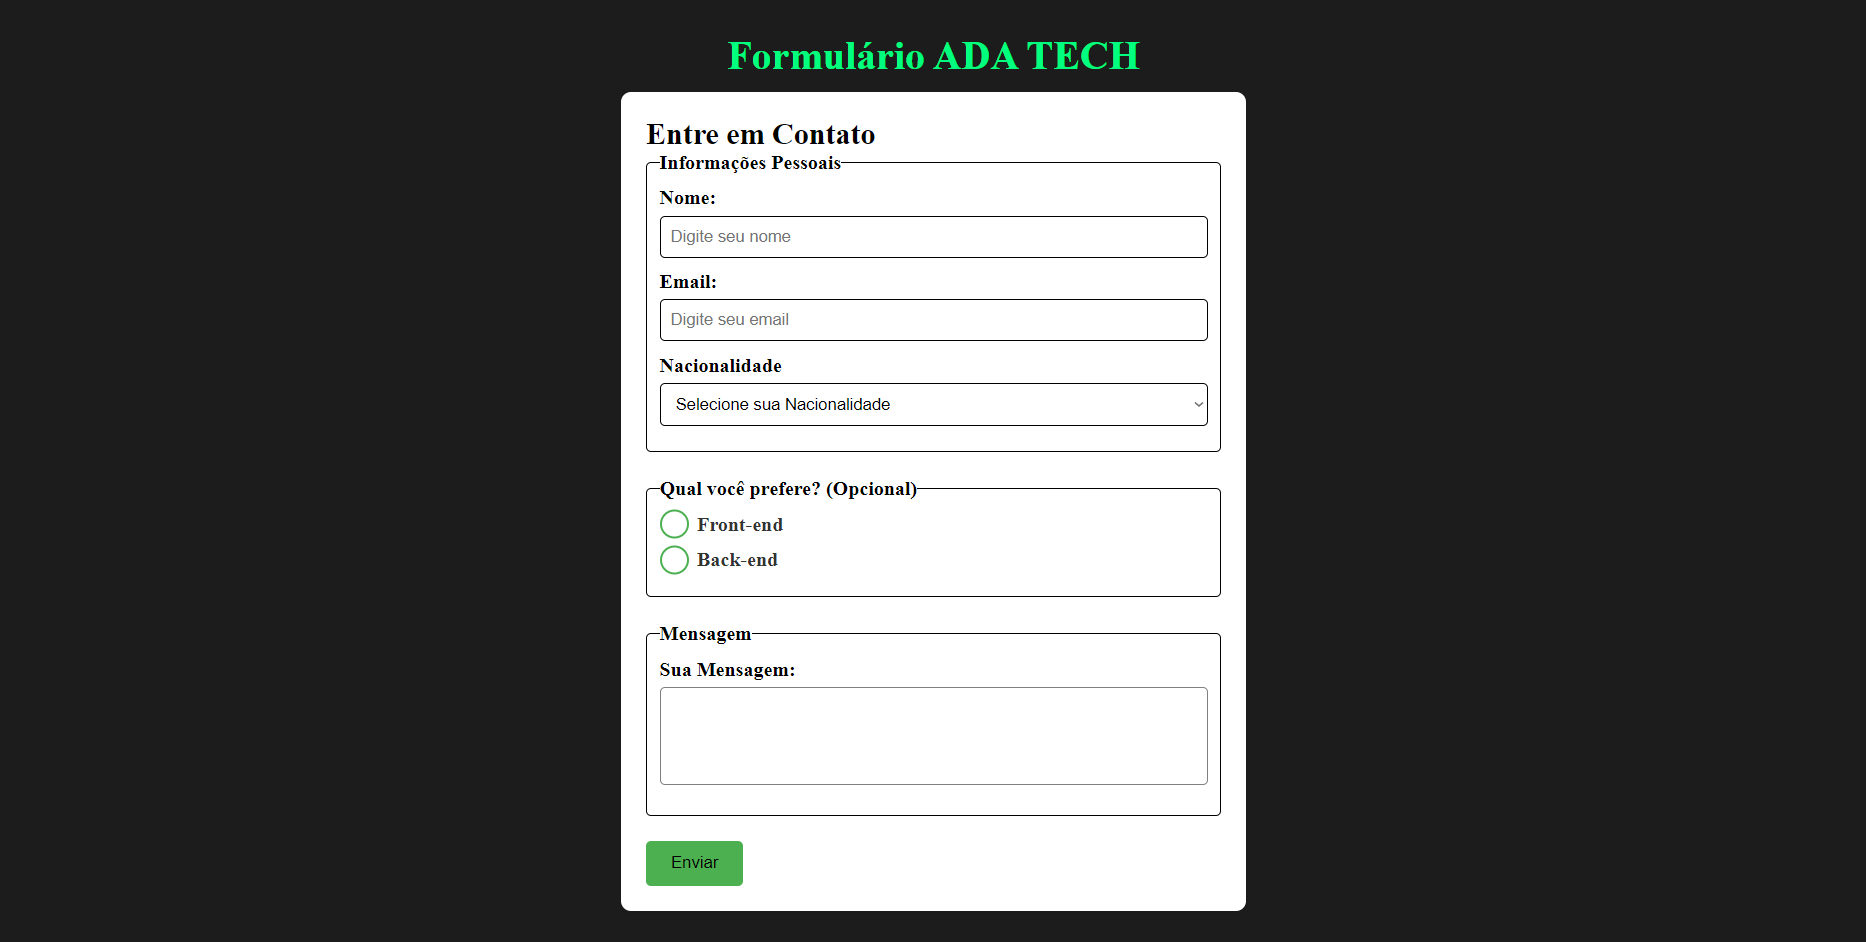 Formulário ADA TECH
Entre em Contato
Informações Pessoais
Nome:
Digite seu nome
Email:
Digite seu email
Nacionalidade
Selecione sua Nacionalidade
Qual você prefere? (Opcional)
Front-end
Back-end
Mensagem
Sua Mensagem:
Enviar